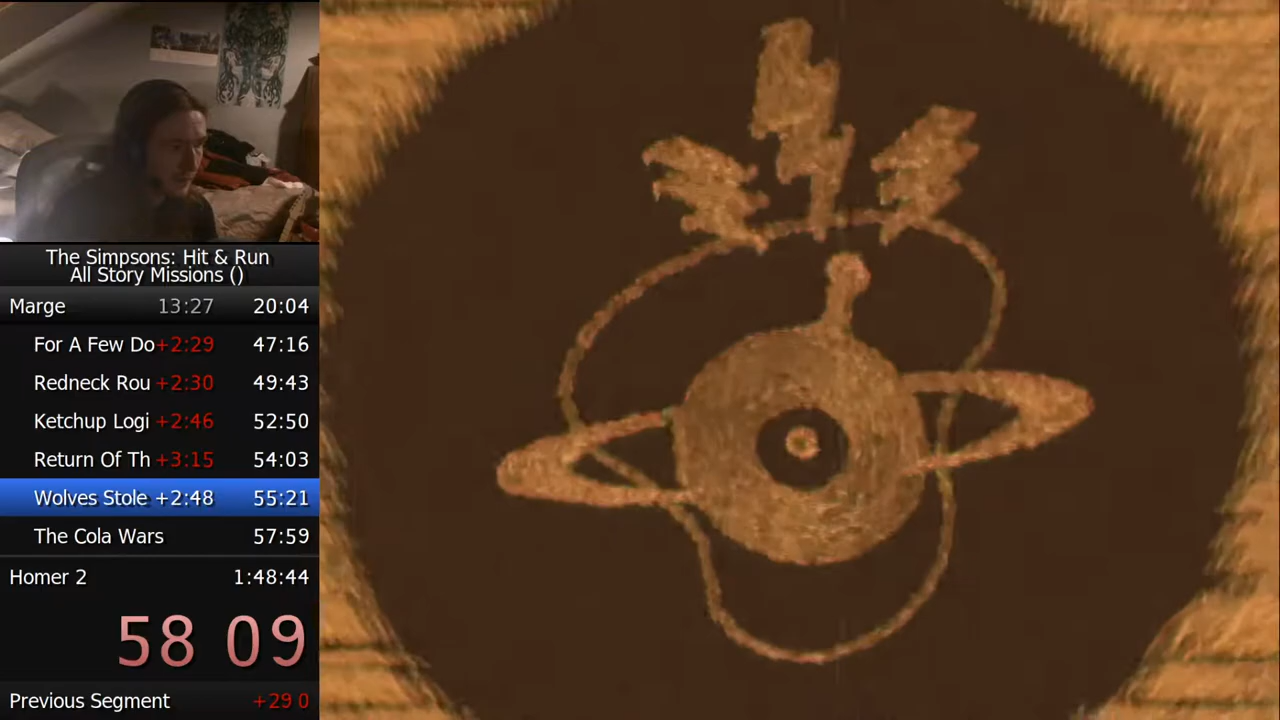 The Simpsons: Hit & Run
All Story Missions ()
Marge 13:27 20:04
For A Few Do +2:29 47:16
Redneck Rou +2:30 49:43
Ketchup Logi +2:46 52:50
Return Of Th +3:15 54:03
Wolves Stole +2:48 55:21
The Cola Wars 57:59
Homer 2 1:48:44
58 09
Previous Segment +29 0